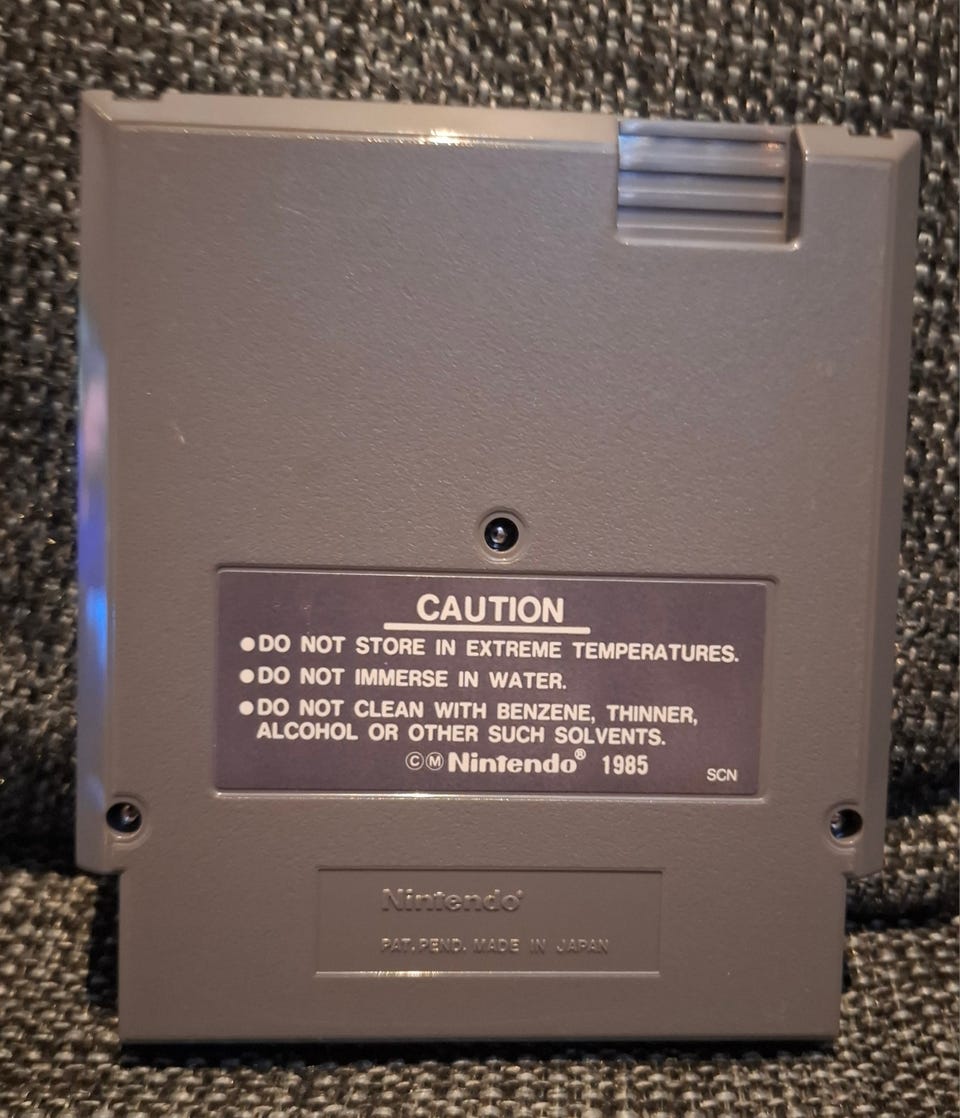 CAUTION
●DO NOT STORE IN EXTREME TEMPERATURES.
●DO NOT IMMERSE IN WATER.
●DO NOT CLEAN WITH BENZENE, THINNER,
ALCOHOL OR OTHER SUCH SOLVENTS.
ⒸⓂNintendo® 1985
SCN
Nintendo®
PAT.PEND. MADE IN JAPAN